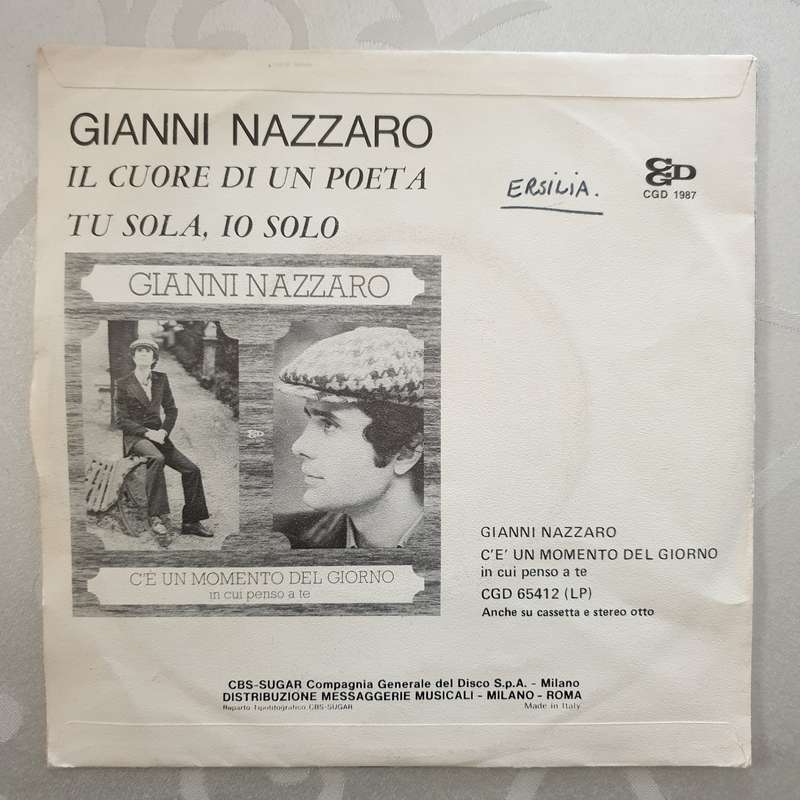 GIANNI NAZZARO
IL CUORE DI UN POETA
TU SOLA, IO SOLO
ERSILIA.
CGD
CGD 1987
GIANNI NAZZARO
CGD
C'È UN MOMENTO DEL GIORNO
in cui penso a te
GIANNI NAZZARO
C'E' UN MOMENTO DEL GIORNO
in cui penso a te
CGD 65412 (LP)
Anche su cassetta e stereo otto
CBS-SUGAR Compagnia Generale del Disco S.p.A. - Milano
DISTRIBUZIONE MESSAGGERIE MUSICALI - MILANO - ROMA
Reparto Tipolitografico CBS-SUGAR Made in Italy